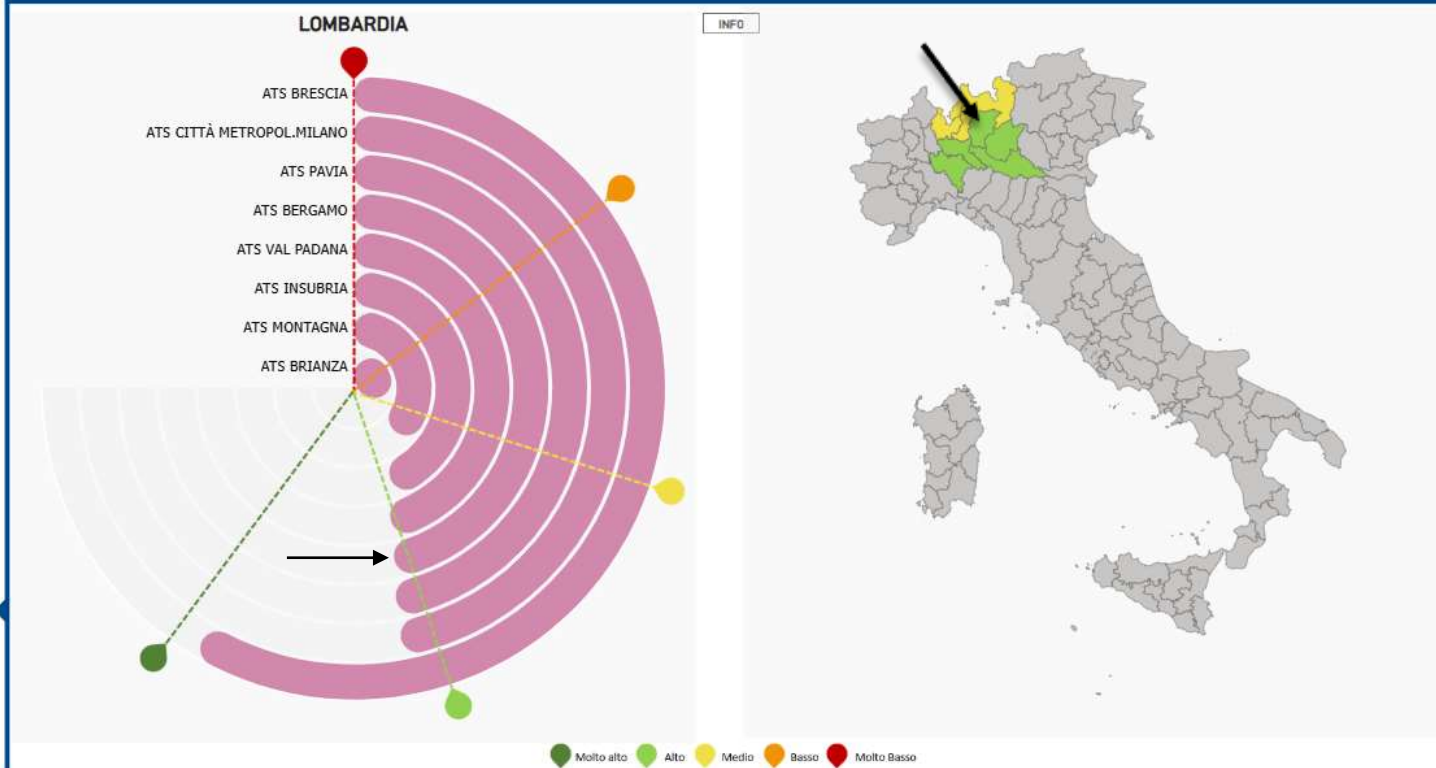 LOMBARDIA
INFO
ATS BRESCIA
ATS CITTÀ METROPOL.MILANO
ATS PAVIA
ATS BERGAMO
ATS VAL PADANA
ATS INSUBRIA
ATS MONTAGNA
ATS BRIANZA
Molto alto Alto Medio Basso Molto Basso